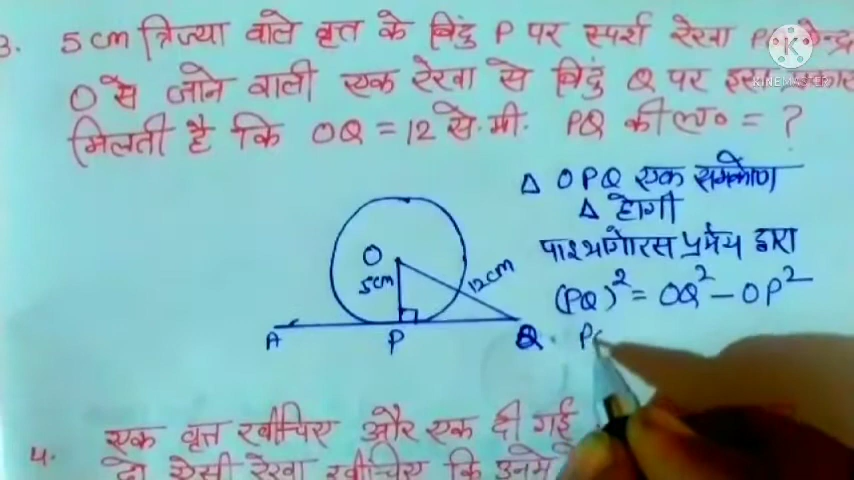 3. 5 cm त्रिज्या वाले वृत्त के बिंदु P पर स्पर्श रेखा
O से जाने वाली एक रेखा से बिंदु Q पर
मिलती है कि OQ = 12 से.मी. PQ की ल० = ?
K
KINEMASTER
Δ OPQ एक समकोण
Δ होगी
पाइथागोरस प्रमेय द्वारा
(PQ)² = OQ² - OP²
O
5cm
12cm
A
P
Q
4. एक वृत्त खींचिए और एक दी गई
दो ऐसी रेखा खींचिए कि उनमें